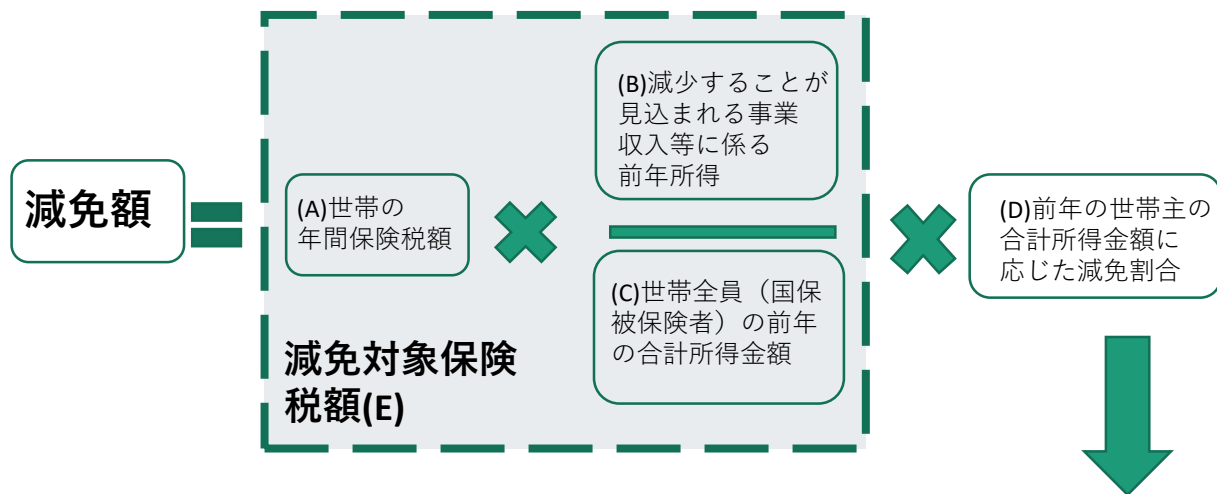 減免額
(A)世帯の
年間保険税額
(B)減少することが
見込まれる事業
収入等に係る
前年所得
(C)世帯全員（国保
被保険者）の前年
の合計所得金額
減免対象保険
税額(E)
(D)前年の世帯主の
合計所得金額に
応じた減免割合